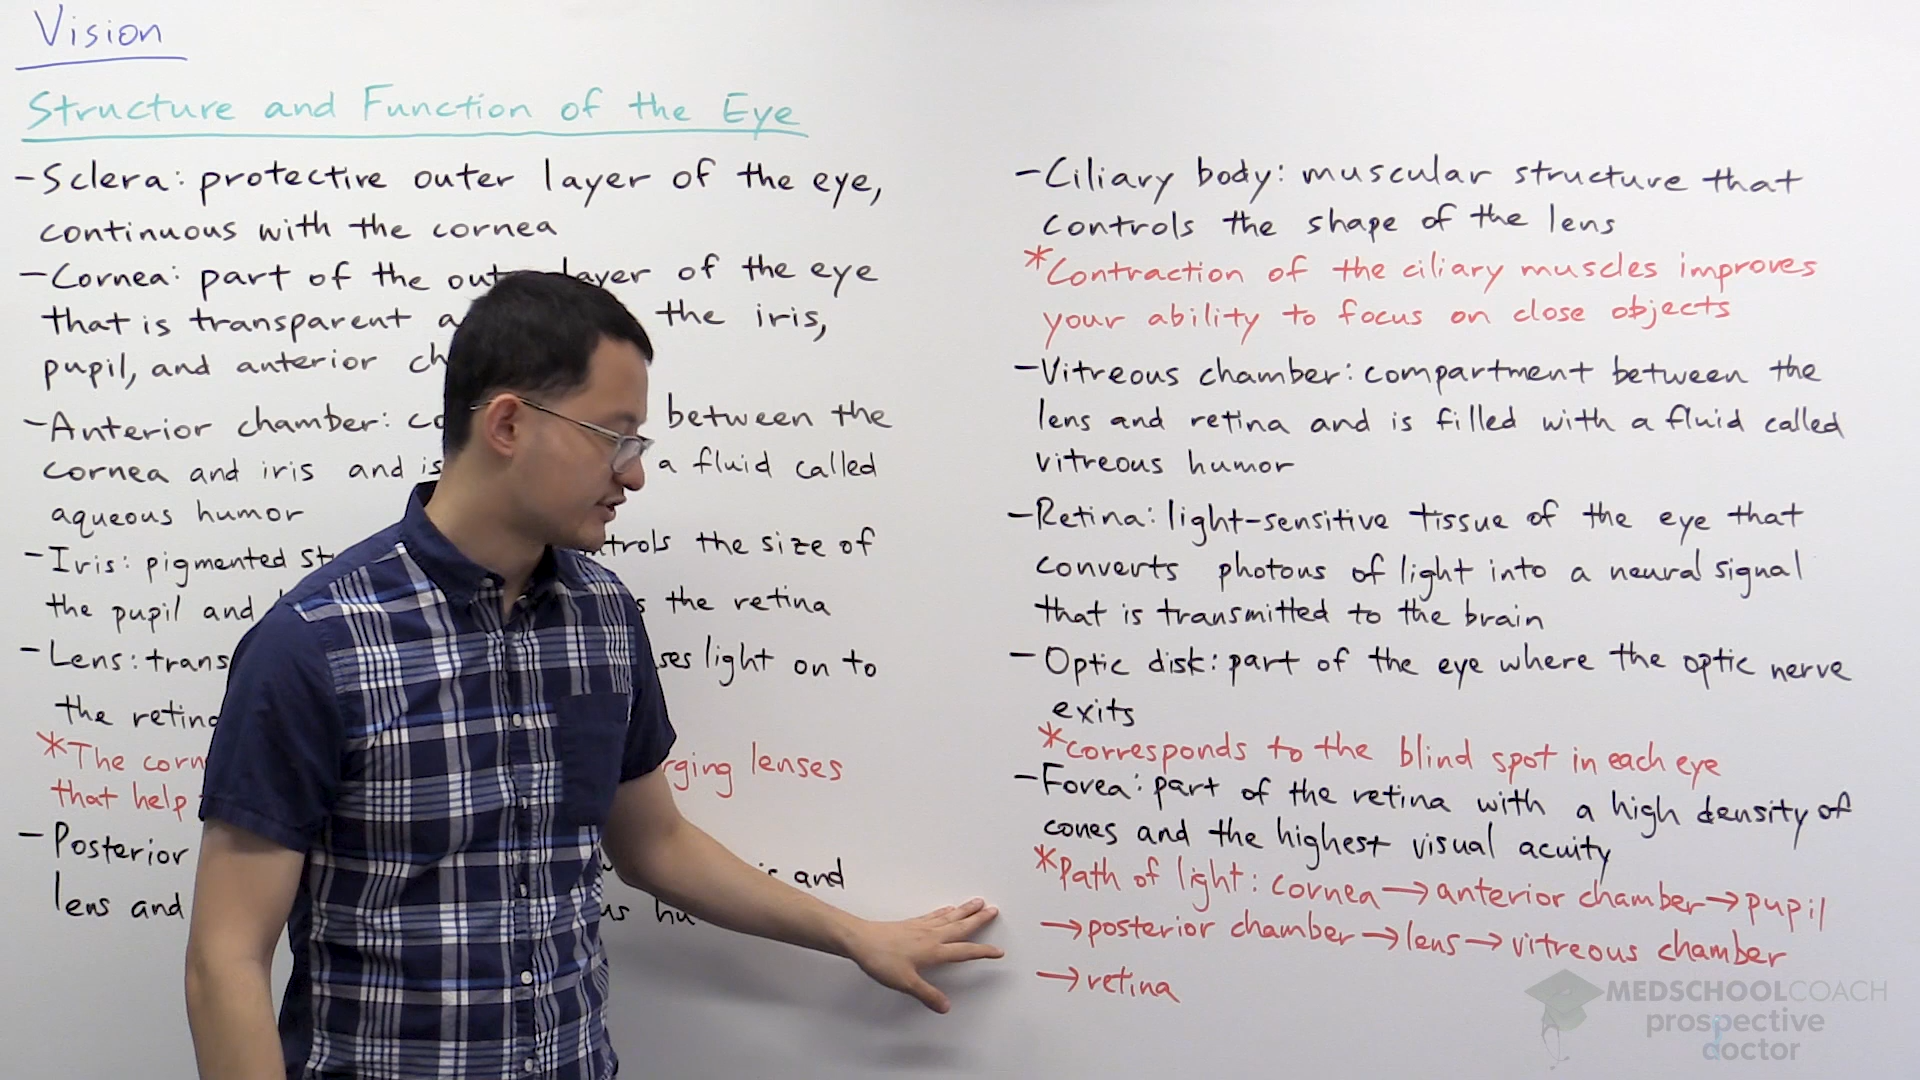 Vision
Structure and Function of the Eye
-Sclera: protective outer layer of the eye,
continuous with the cornea
-Cornea: part of the layer of the eye
that is transparent the iris,
pupil, and anterior
-Anterior chamber: between the
cornea and iris and is a fluid called
aqueous humor
-Iris: pigmented the size of
the pupil and the retina
-Lens: light on to
the
*The lenses
that help
-Posterior and
lens and
-Ciliary body: muscular structure that
controls the shape of the lens
*Contraction of the ciliary muscles improves
your ability to focus on close objects
-Vitreous chamber: compartment between the
lens and retina and is filled with a fluid called
vitreous humor
-Retina: light-sensitive tissue of the eye that
converts photons of light into a neural signal
that is transmitted to the brain
-Optic disk: part of the eye where the optic nerve
exits
*corresponds to the blind spot in each eye
-Fovea: part of the retina with a high density of
cones and the highest visual acuity
*Path of light: cornea→anterior chamber→pupil
→posterior chamber→lens→vitreous chamber
→retina
MEDSCHOOLCOACH
prospective
doctor